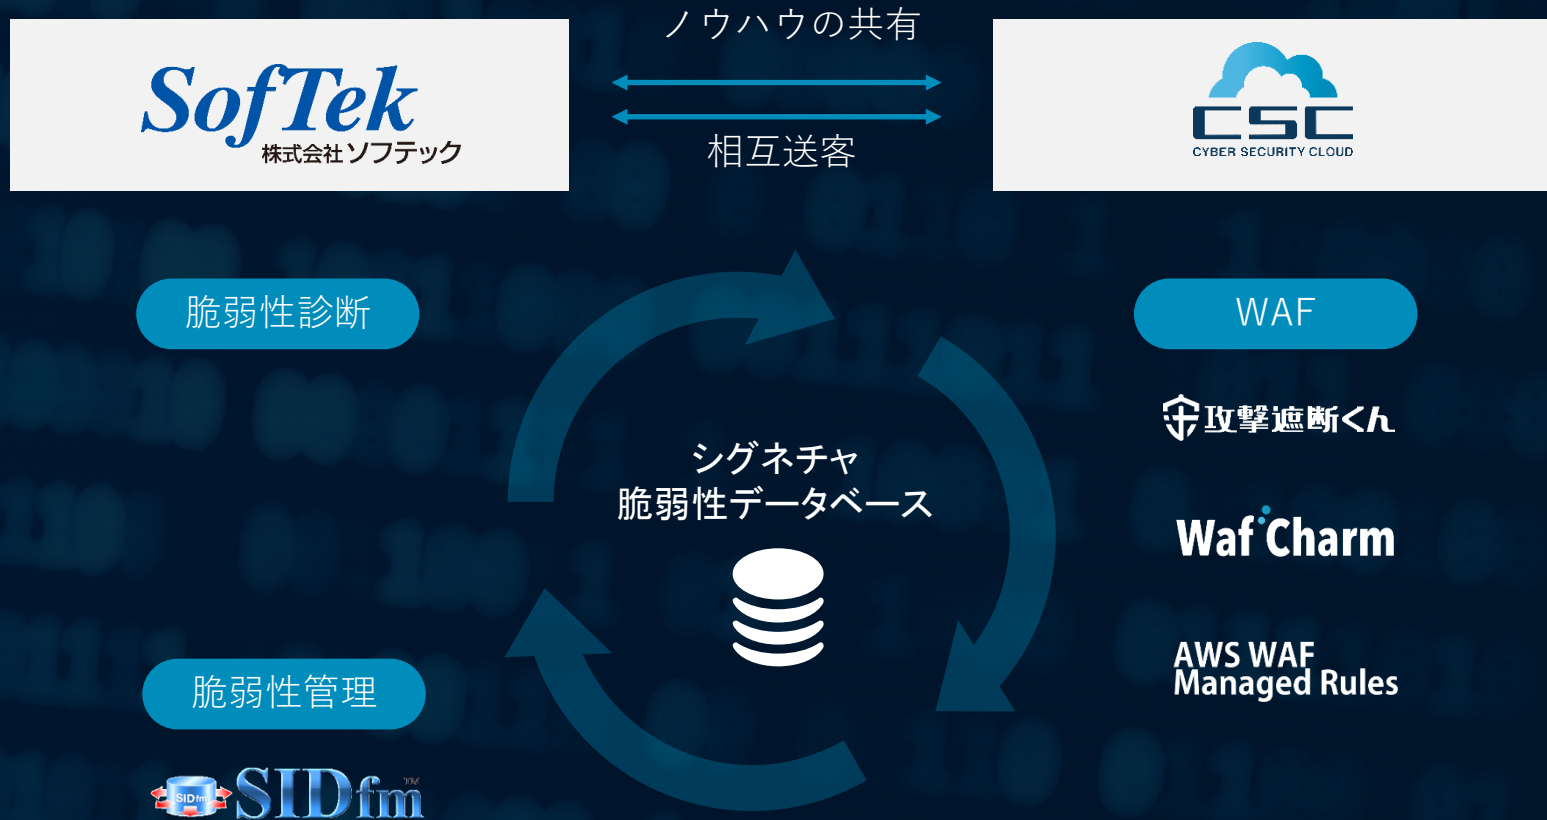 ノウハウの共有
SofTek
株式会社ソフテック
相互送客
CSC
CYBER SECURITY CLOUD
脆弱性診断
WAF
攻撃遮断くん
シグネチャ
脆弱性データベース
WafCharm
AWS WAF
Managed Rules
脆弱性管理
SIDfm
SIDfm™